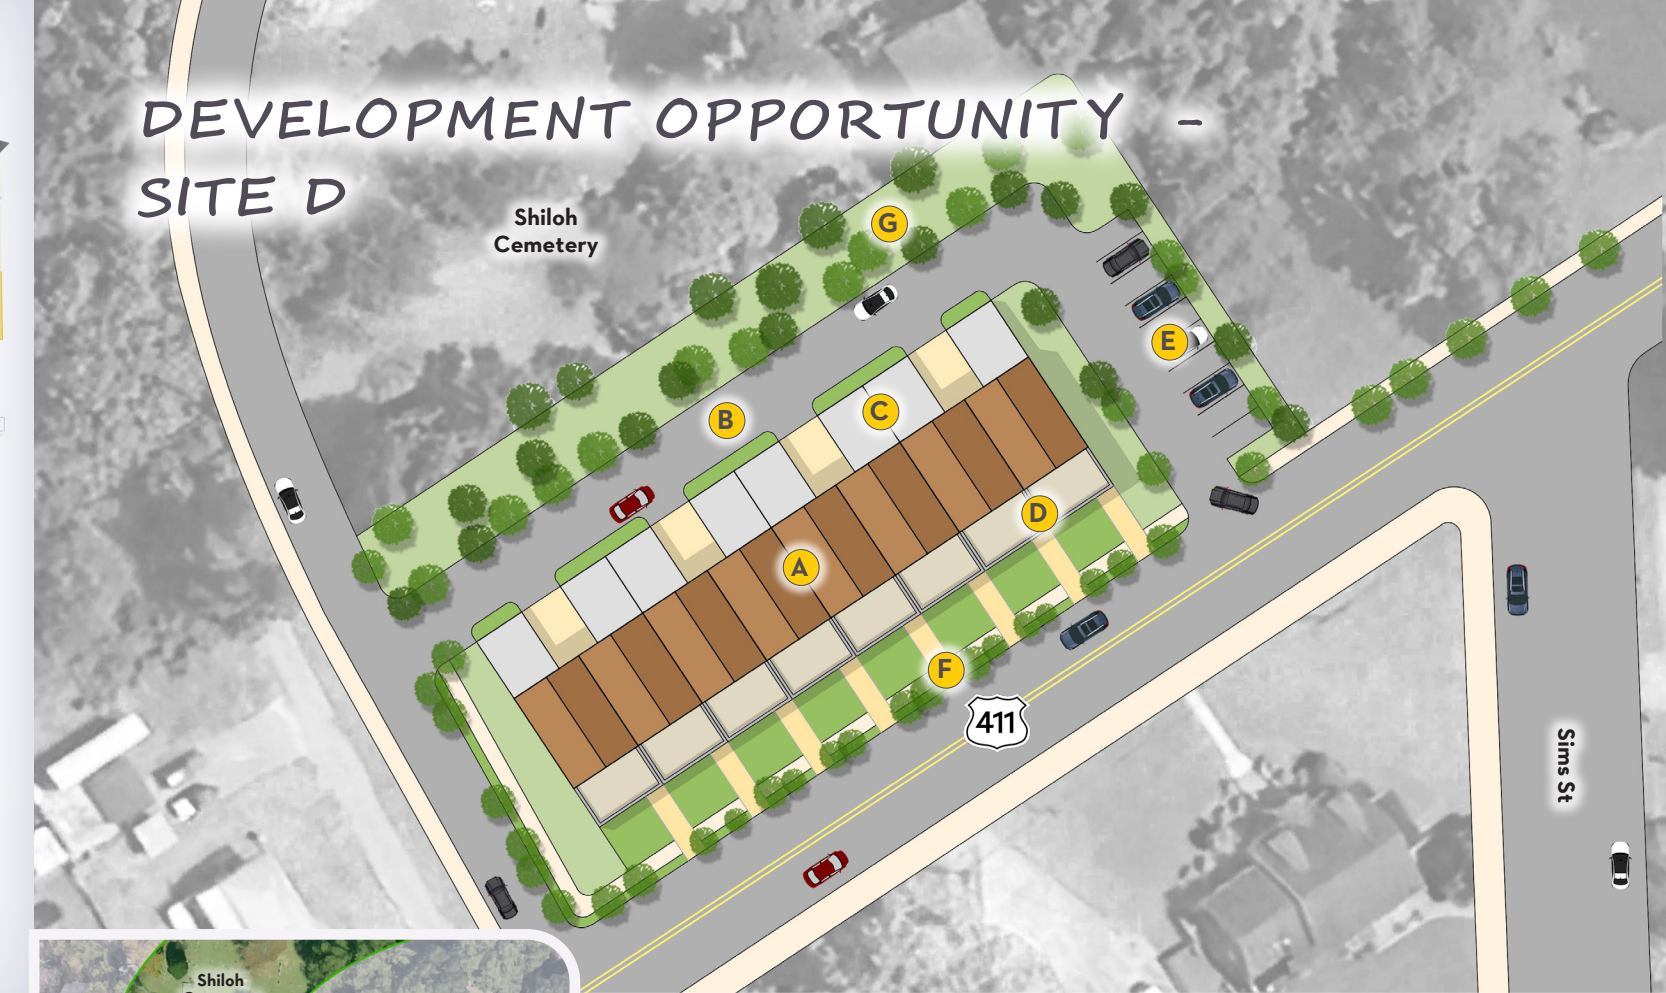 DEVELOPMENT OPPORTUNITY -
SITE D
Shiloh
Cemetery
G
E
B
C
D
A
F
411
Sims St
Shiloh